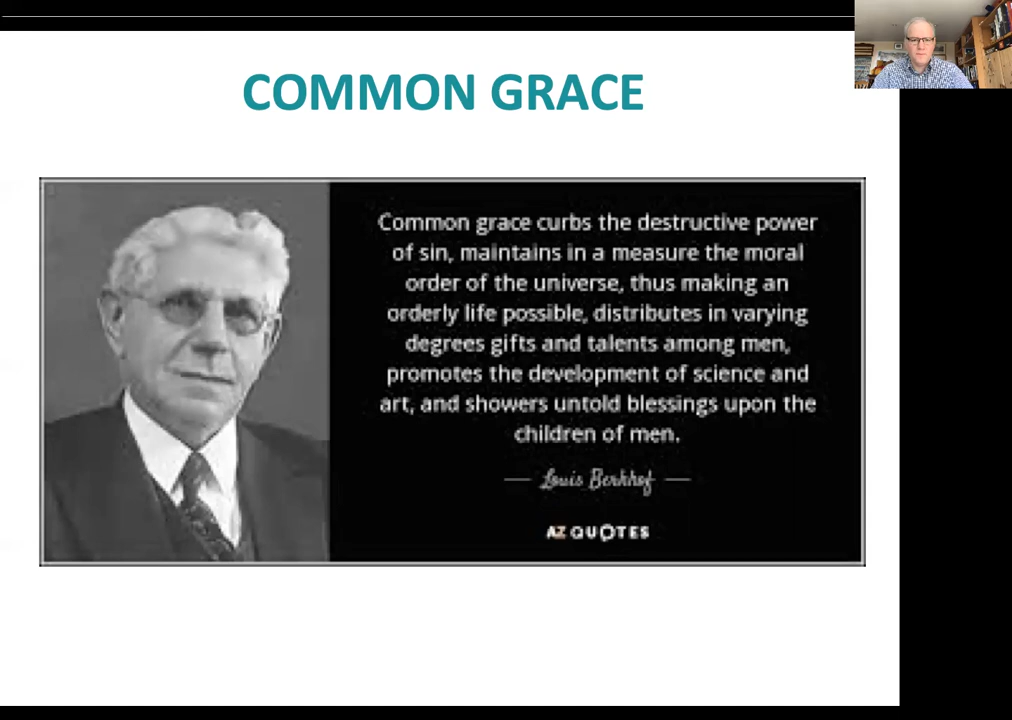 COMMON GRACE
Common grace curbs the destructive power
of sin, maintains in a measure the moral
order of the universe, thus making an
orderly life possible, distributes in varying
degrees gifts and talents among men,
promotes the development of science and
art, and showers untold blessings upon the
children of men.
— Louis Berkhof —
AZ QUOTES